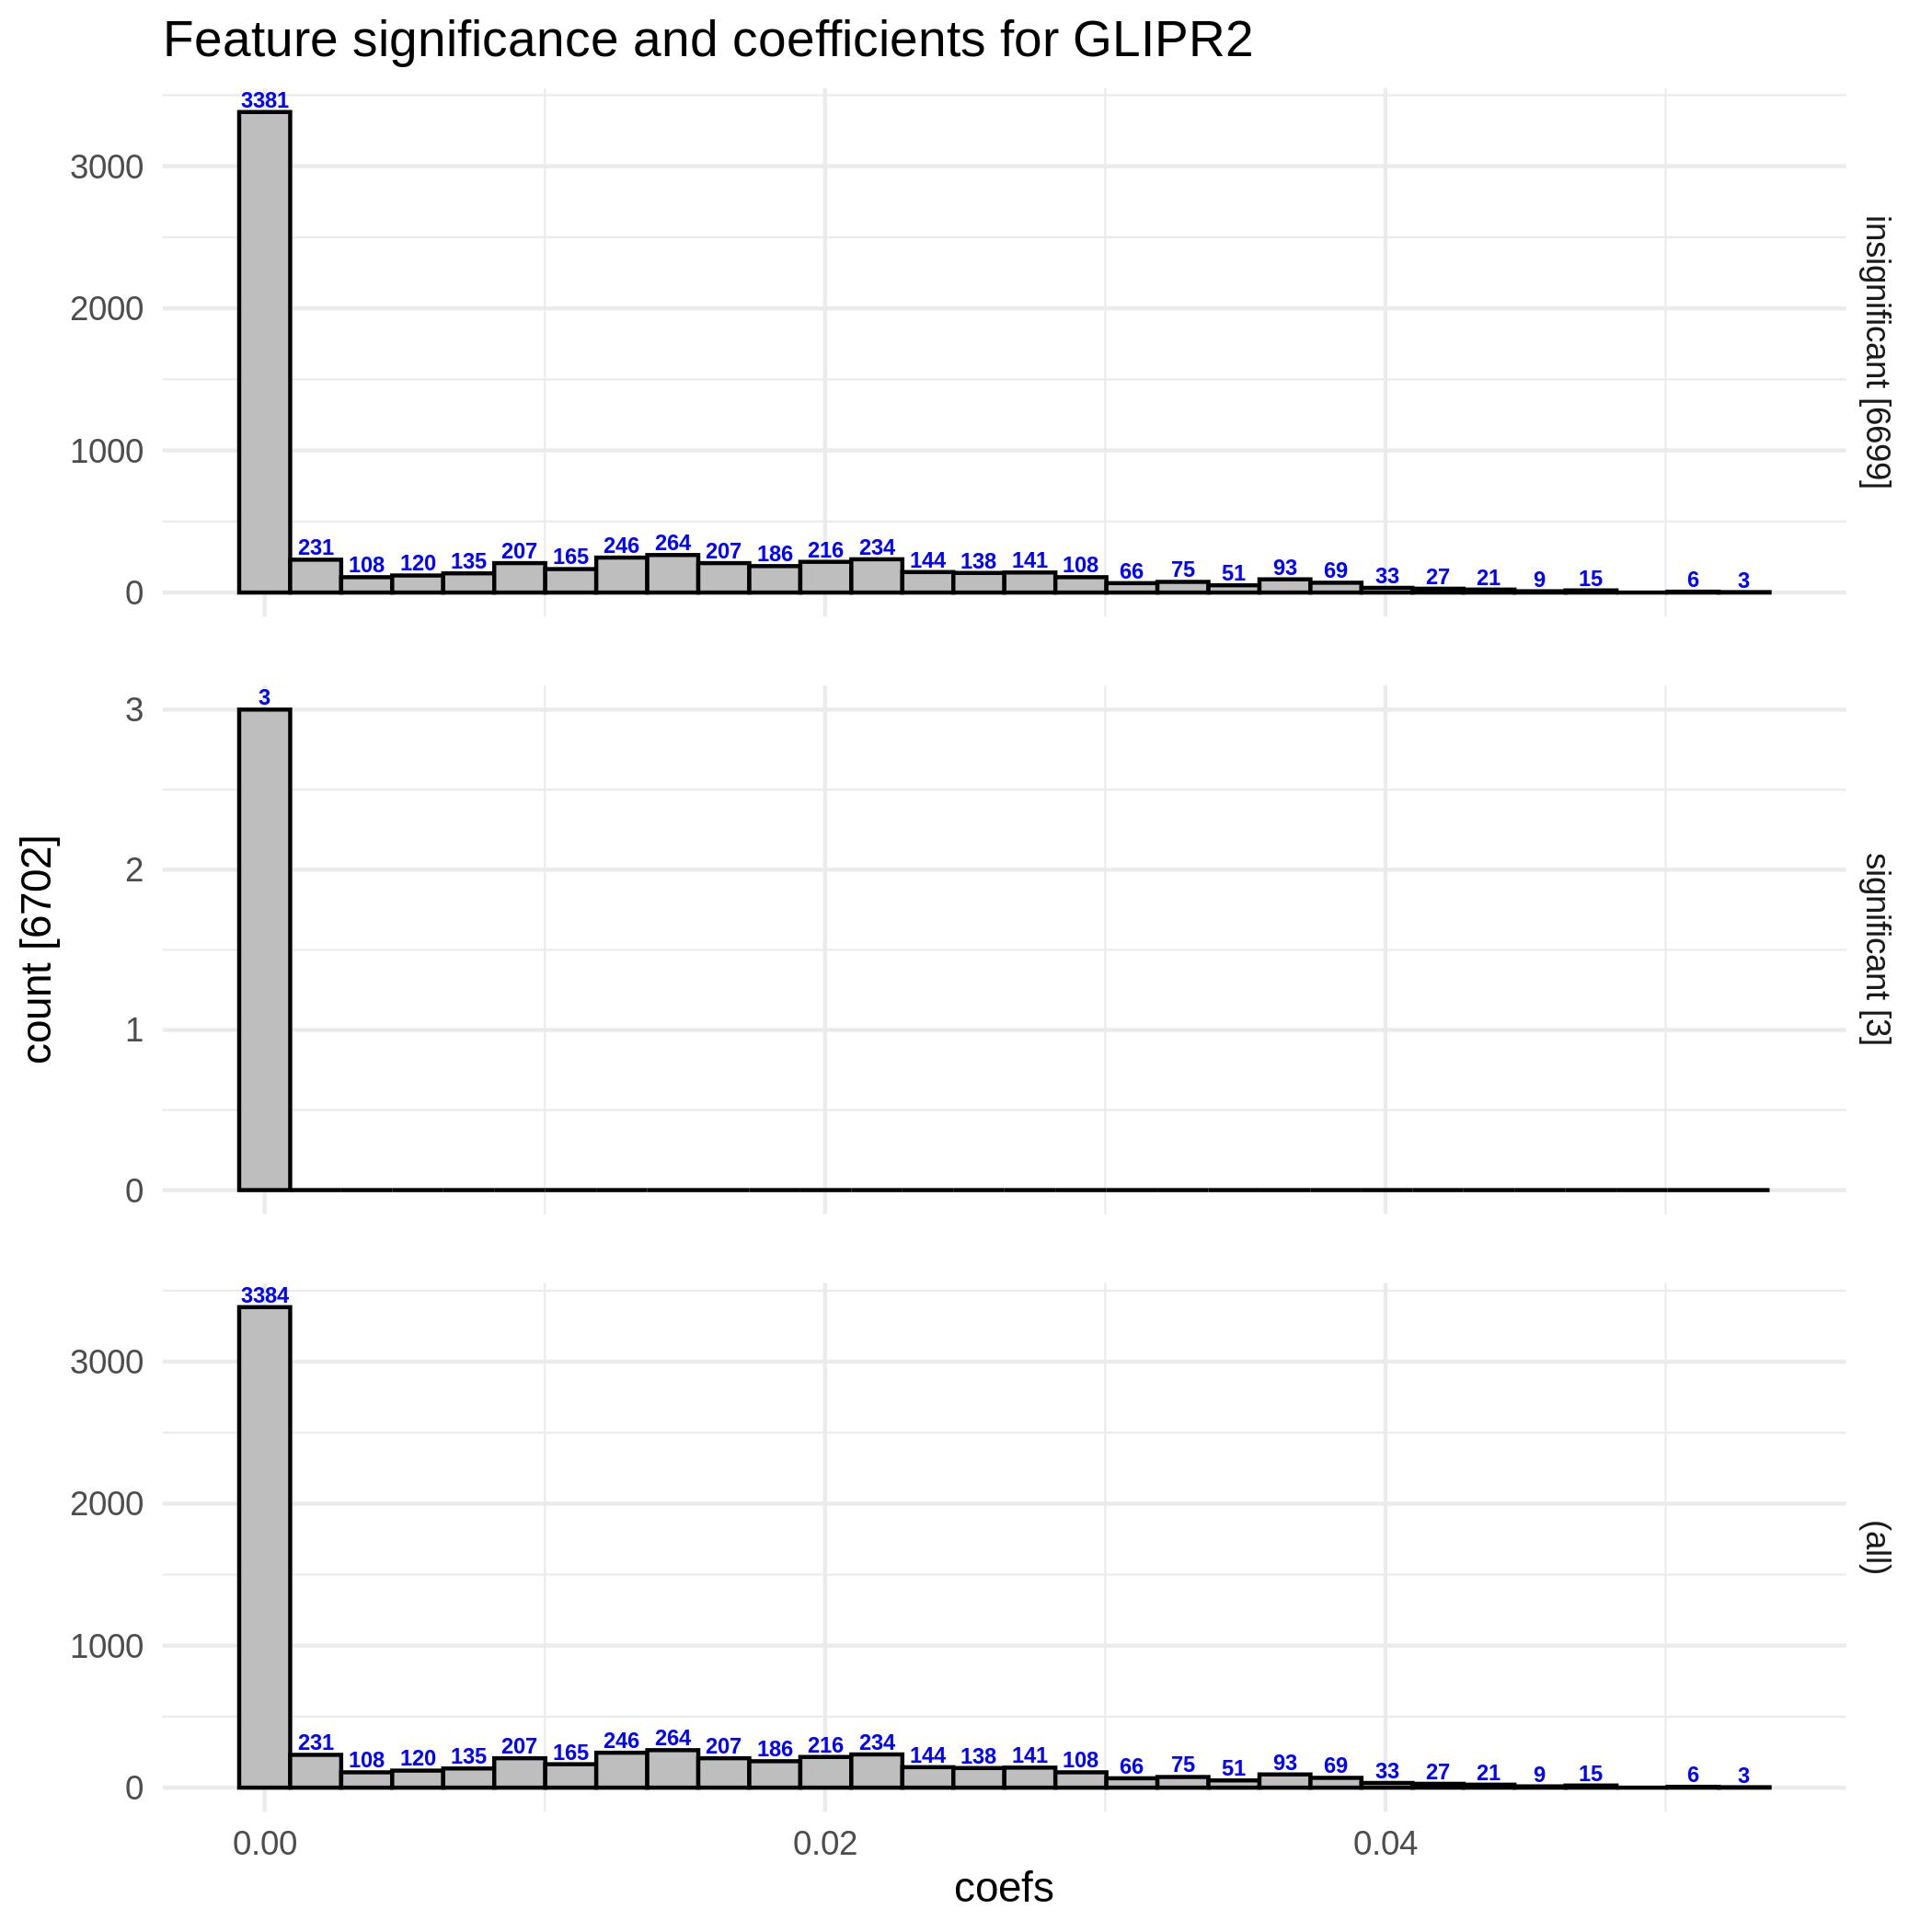 Feature significance and coefficients for GLIPR2
count [6702]
3000
2000
1000
0
3381
231 108 120 135 207 165 246 264 207 186 216 234 144 138 141 108 66 75 51 93 69 33 27 21 9 15 6 3
insignificant [6699]
3
2
1
0
3
significant [3]
3000
2000
1000
0
3384
231 108 120 135 207 165 246 264 207 186 216 234 144 138 141 108 66 75 51 93 69 33 27 21 9 15 6 3
(all)
0.00 0.02 0.04
coefs